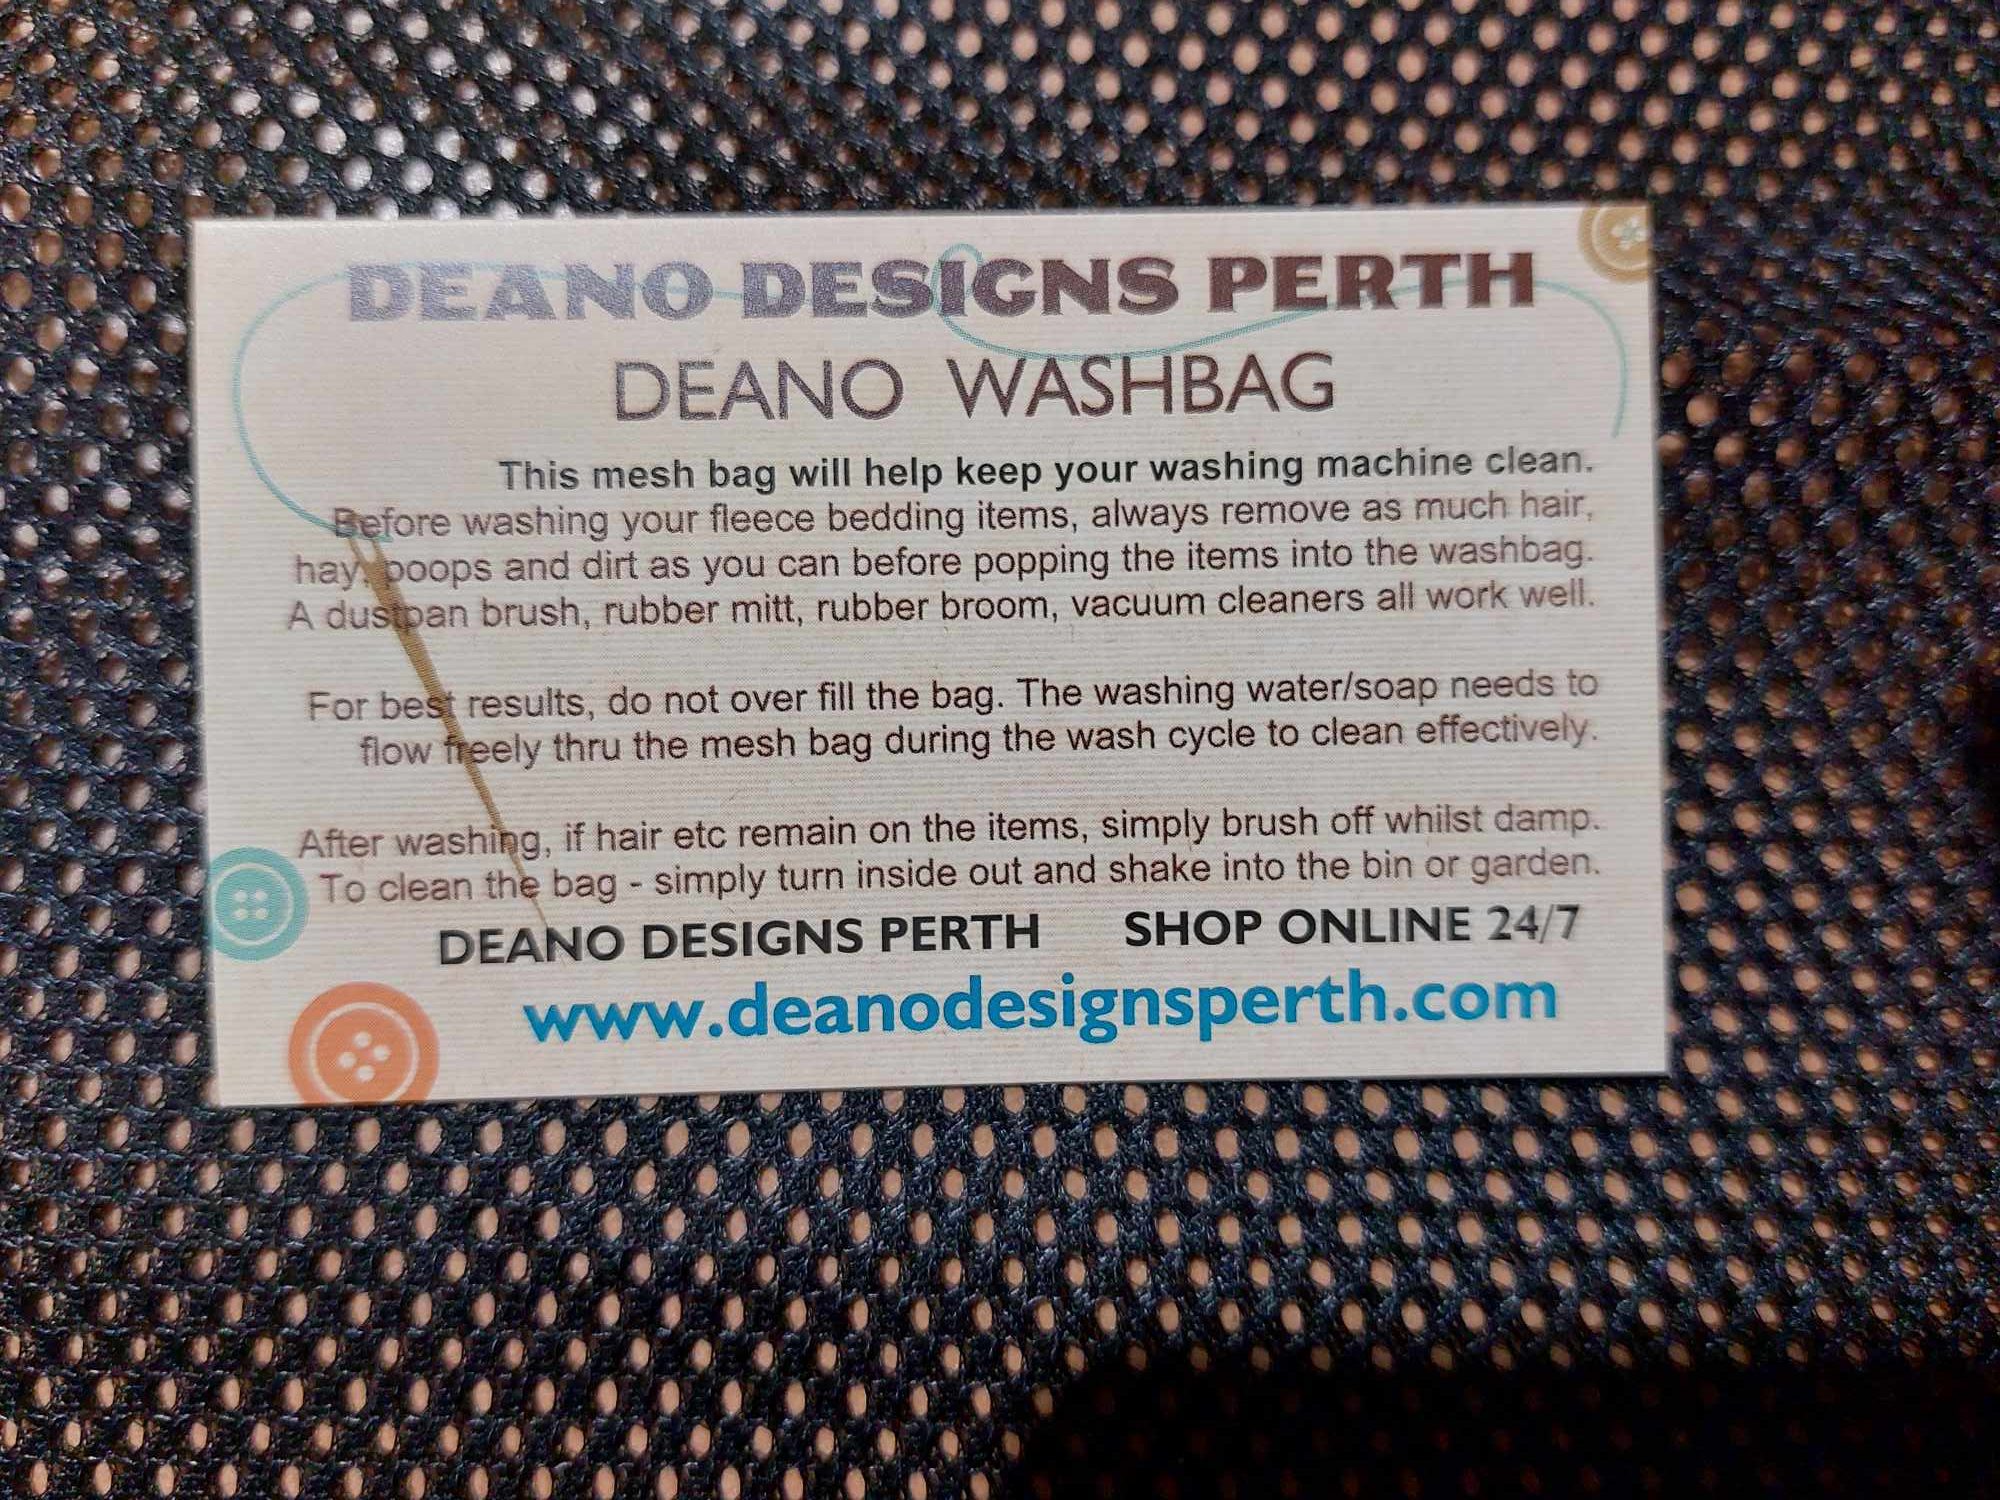 DEANO DESIGNS PERTH
DEANO WASHBAG
This mesh bag will help keep your washing machine clean.
Before washing your fleece bedding items, always remove as much hair,
hay, poops and dirt as you can before popping the items into the washbag.
A dustpan brush, rubber mitt, rubber broom, vacuum cleaners all work well.
For best results, do not over fill the bag. The washing water/soap needs to
flow freely thru the mesh bag during the wash cycle to clean effectively.
After washing, if hair etc remain on the items, simply brush off whilst damp.
To clean the bag - simply turn inside out and shake into the bin or garden.
DEANO DESIGNS PERTH SHOP ONLINE 24/7
www.deanodesignsperth.com